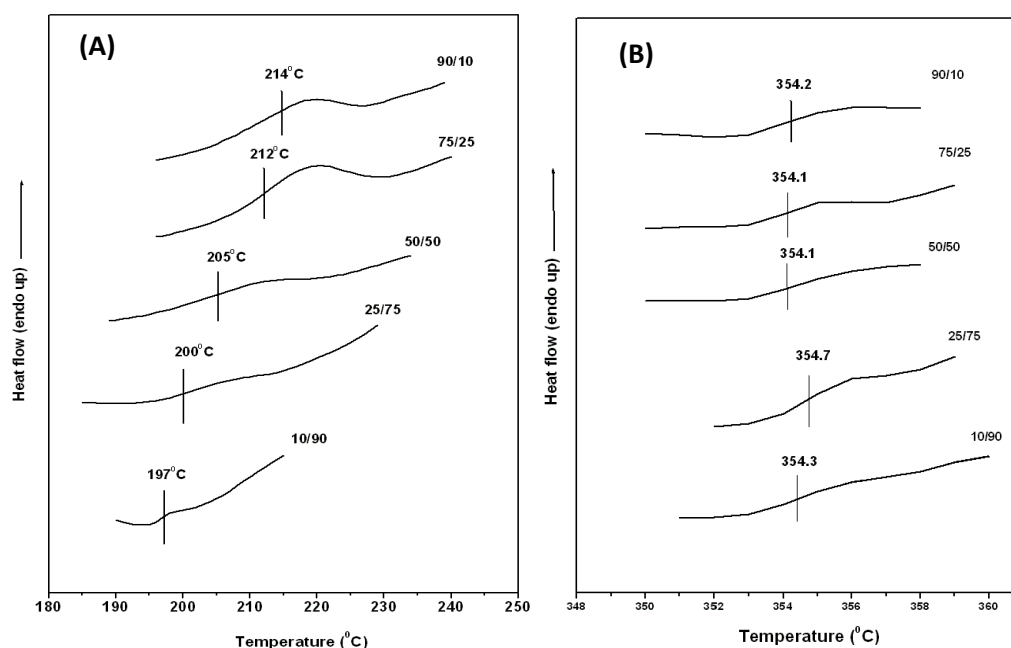 (A)
90/10
214°C
75/25
212°C
50/50
205°C
25/75
200°C
10/90
197°C
Heat flow (endo up)
180 190 200 210 220 230 240 250
Temperature (⁰C)
(B)
90/10
354.2
75/25
354.1
50/50
354.1
25/75
354.7
10/90
354.3
Heat flow (endo up)
348 350 352 354 356 358 360
Temperature (⁰C)